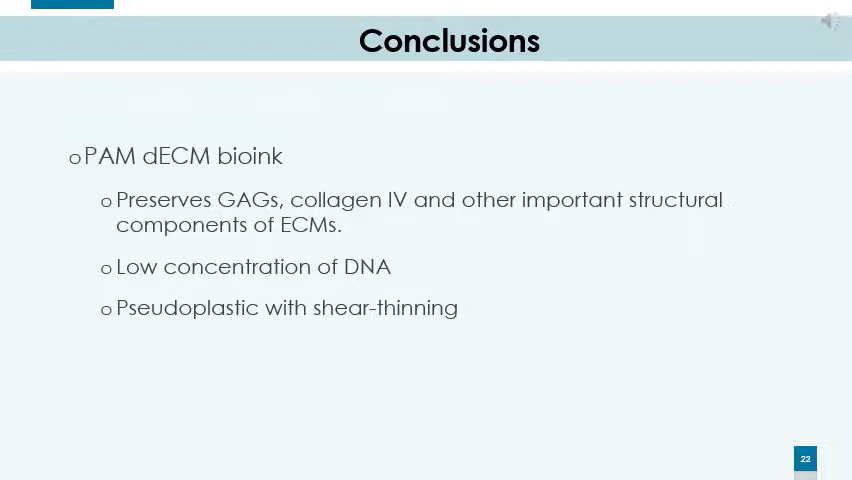 Conclusions
o PAM dECM bioink
o Preserves GAGs, collagen IV and other important structural
components of ECMs.
o Low concentration of DNA
o Pseudoplastic with shear-thinning
22